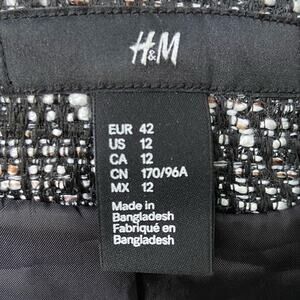 H&M
EUR 42
US 12
CA 12
CN 170/96A
MX 12
Made in
Bangladesh
Fabriqué en
Bangladesh